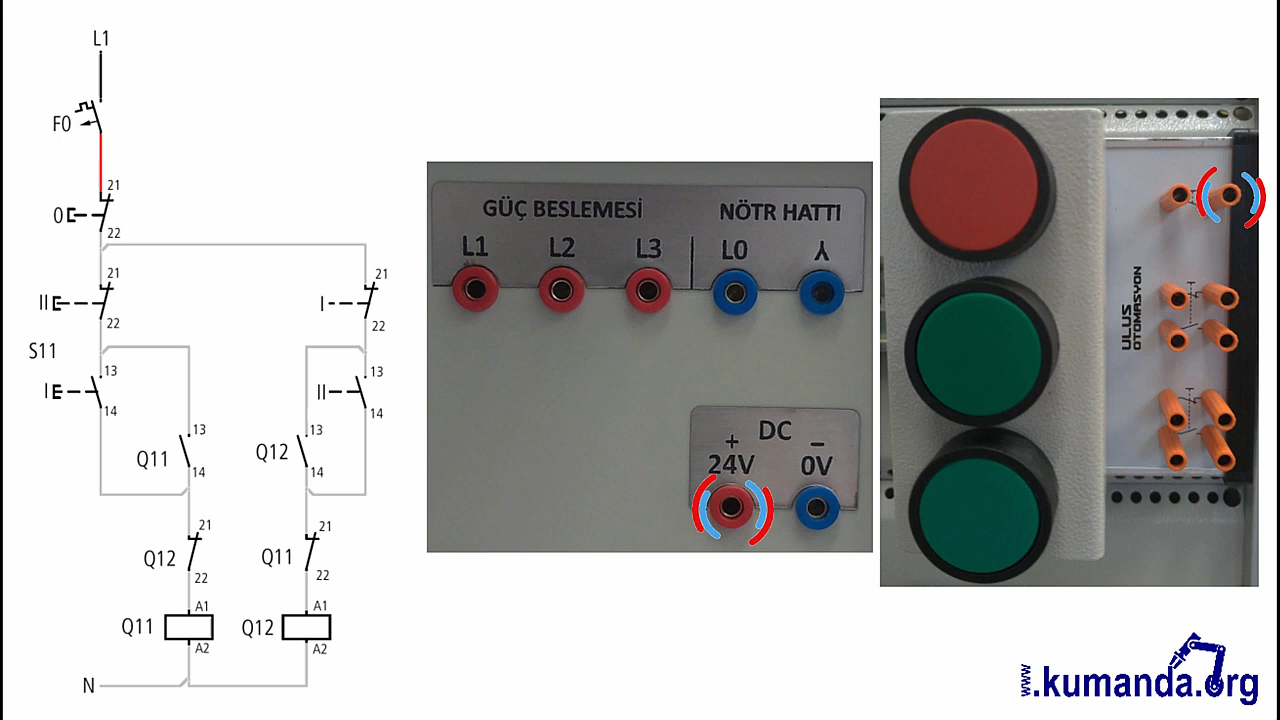 L1
F0
21
0
22
21
II
22
21
I
22
S11
13
I
14
13
II
14
13
Q11
14
13
Q12
14
21
Q12
22
21
Q11
22
A1
Q11
A2
A1
Q12
A2
N
GÜÇ BESLEMESİ
NÖTR HATTI
L1 L2 L3 L0
DC
+ −
24V 0V
ULUS
OTOMASYON
www.kumanda.org